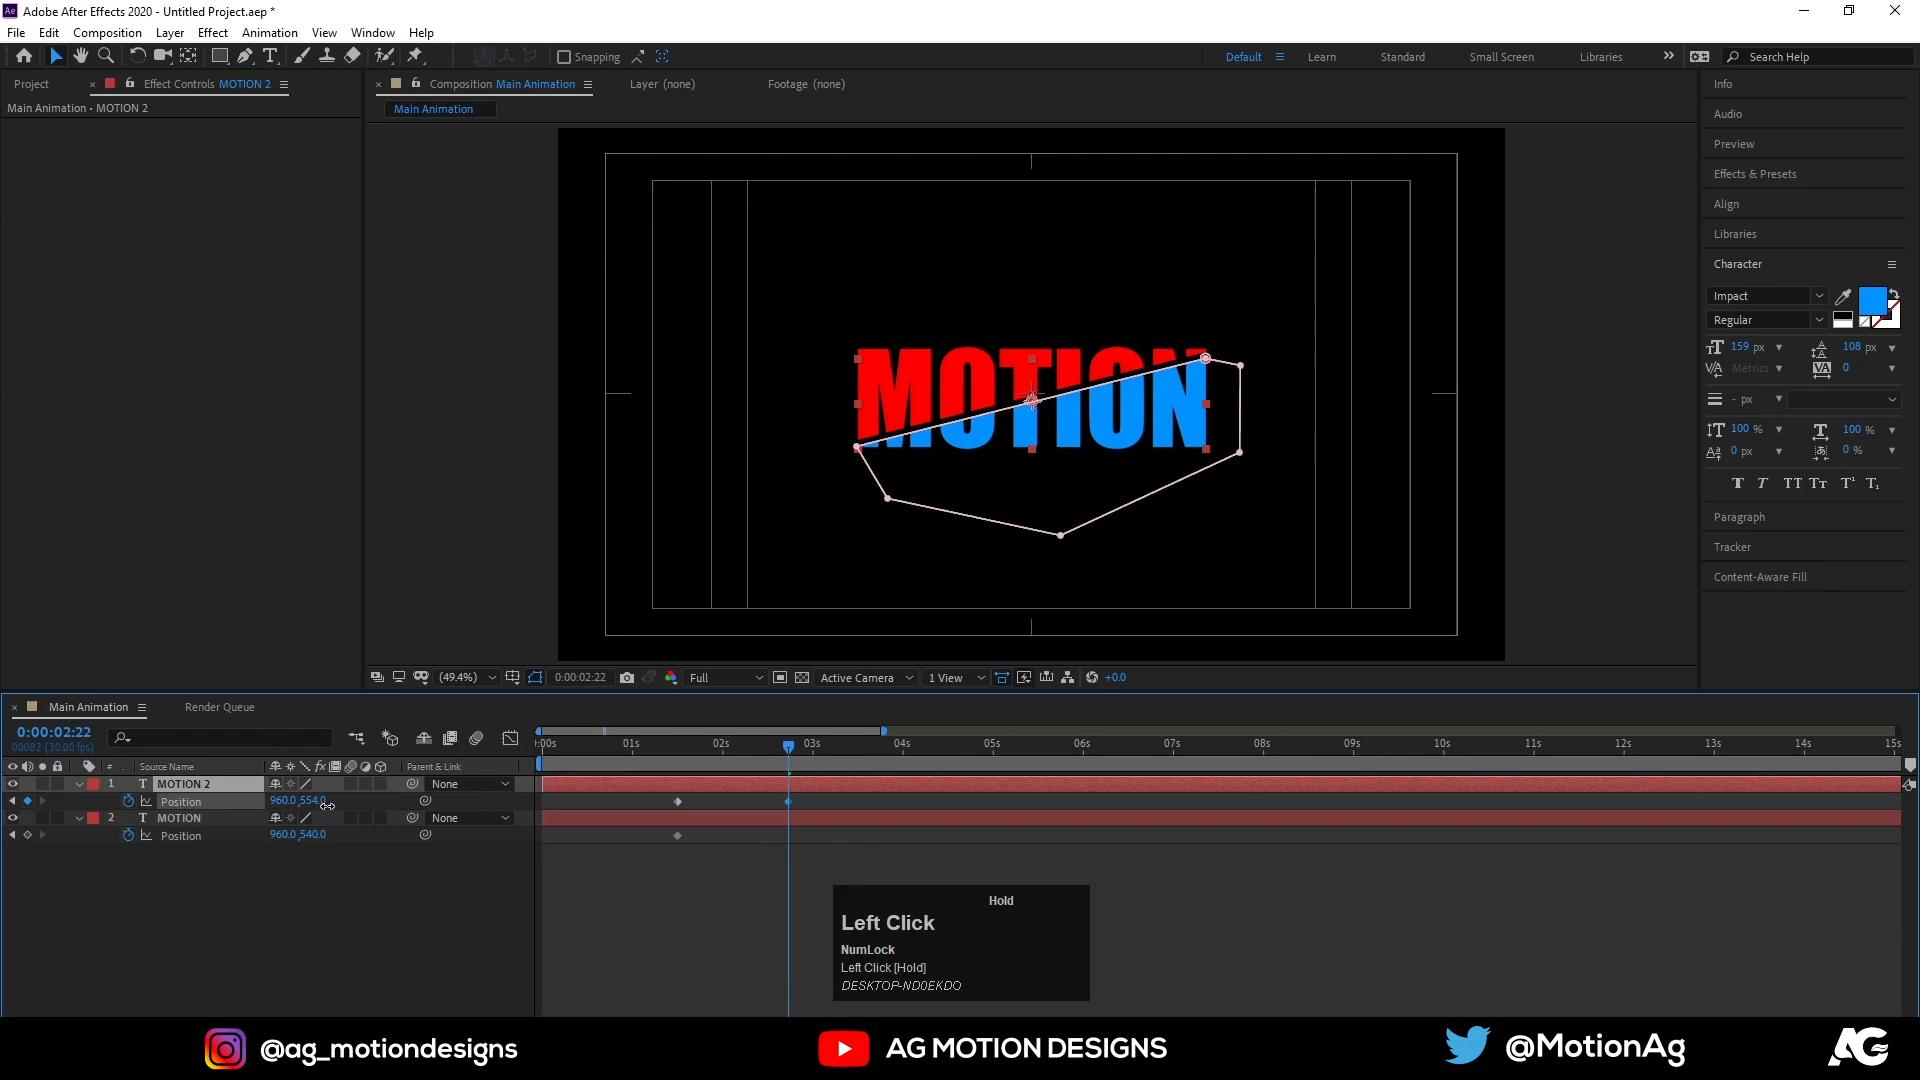 Ae Adobe After Effects 2020 - Untitled Project.aep *
File Edit Composition Layer Effect Animation View Window Help
Snapping
Default Learn Standard Small Screen Libraries Search Help
Project Effect Controls MOTION 2
Main Animation • MOTION 2
Composition Main Animation Layer (none) Footage (none)
Main Animation
MOTION
Info
Audio
Preview
Effects & Presets
Align
Libraries
Character
Impact
Regular
159 px 108 px
Metrics 0
- px
100 % 100 %
0 px 0 %
Paragraph
Tracker
Content-Aware Fill
(49.4%) 0:00:02:22 Full Active Camera 1 View +0.0
Main Animation Render Queue
0:00:02:22
00082 (30.00 fps)
):00s 01s 02s 03s 04s 05s 06s 07s 08s 09s 10s 11s 12s 13s 14s 15s
# Source Name Parent & Link
1 T MOTION 2 None
Position 960.0,554.0
2 T MOTION None
Position 960.0,540.0
Hold
Left Click
NumLock
Left Click [Hold]
DESKTOP-ND0EKDO
@ag_motiondesigns AG MOTION DESIGNS @MotionAg AG